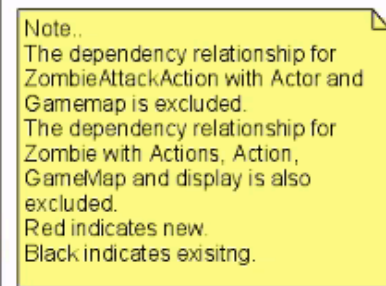 Note..
The dependency relationship for
ZombieAttackAction with Actor and
Gamemap is excluded.
The dependency relationship for
Zombie with Actions, Action,
GameMap and display is also
excluded.
Red indicates new.
Black indicates exisitng.